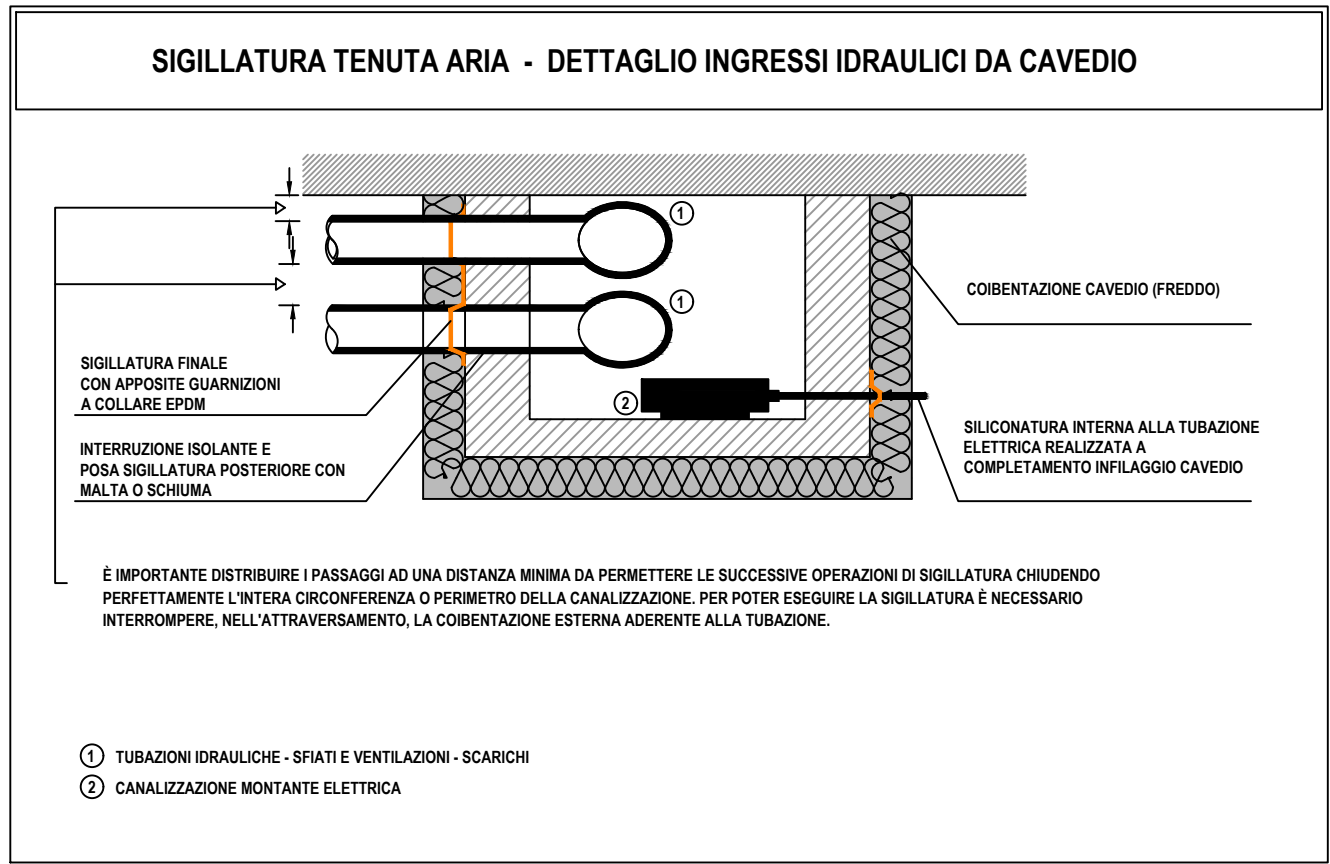 SIGILLATURA TENUTA ARIA - DETTAGLIO INGRESSI IDRAULICI DA CAVEDIO
1
1
2
COIBENTAZIONE CAVEDIO (FREDDO)
SIGILLATURA FINALE
CON APPOSITE GUARNIZIONI
A COLLARE EPDM
INTERRUZIONE ISOLANTE E
POSA SIGILLATURA POSTERIORE CON
MALTA O SCHIUMA
SILICONATURA INTERNA ALLA TUBAZIONE
ELETTRICA REALIZZATA A
COMPLETAMENTO INFILAGGIO CAVEDIO
È IMPORTANTE DISTRIBUIRE I PASSAGGI AD UNA DISTANZA MINIMA DA PERMETTERE LE SUCCESSIVE OPERAZIONI DI SIGILLATURA CHIUDENDO
PERFETTAMENTE L'INTERA CIRCONFERENZA O PERIMETRO DELLA CANALIZZAZIONE. PER POTER ESEGUIRE LA SIGILLATURA È NECESSARIO
INTERROMPERE, NELL'ATTRAVERSAMENTO, LA COIBENTAZIONE ESTERNA ADERENTE ALLA TUBAZIONE.
1 TUBAZIONI IDRAULICHE - SFIATI E VENTILAZIONI - SCARICHI
2 CANALIZZAZIONE MONTANTE ELETTRICA